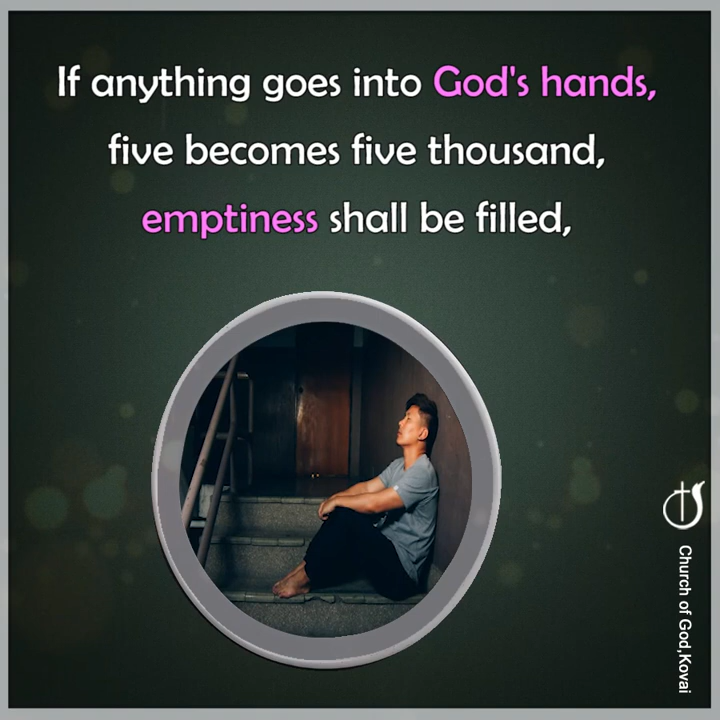 If anything goes into God's hands,
five becomes five thousand,
emptiness shall be filled,
Church of God,Kovai